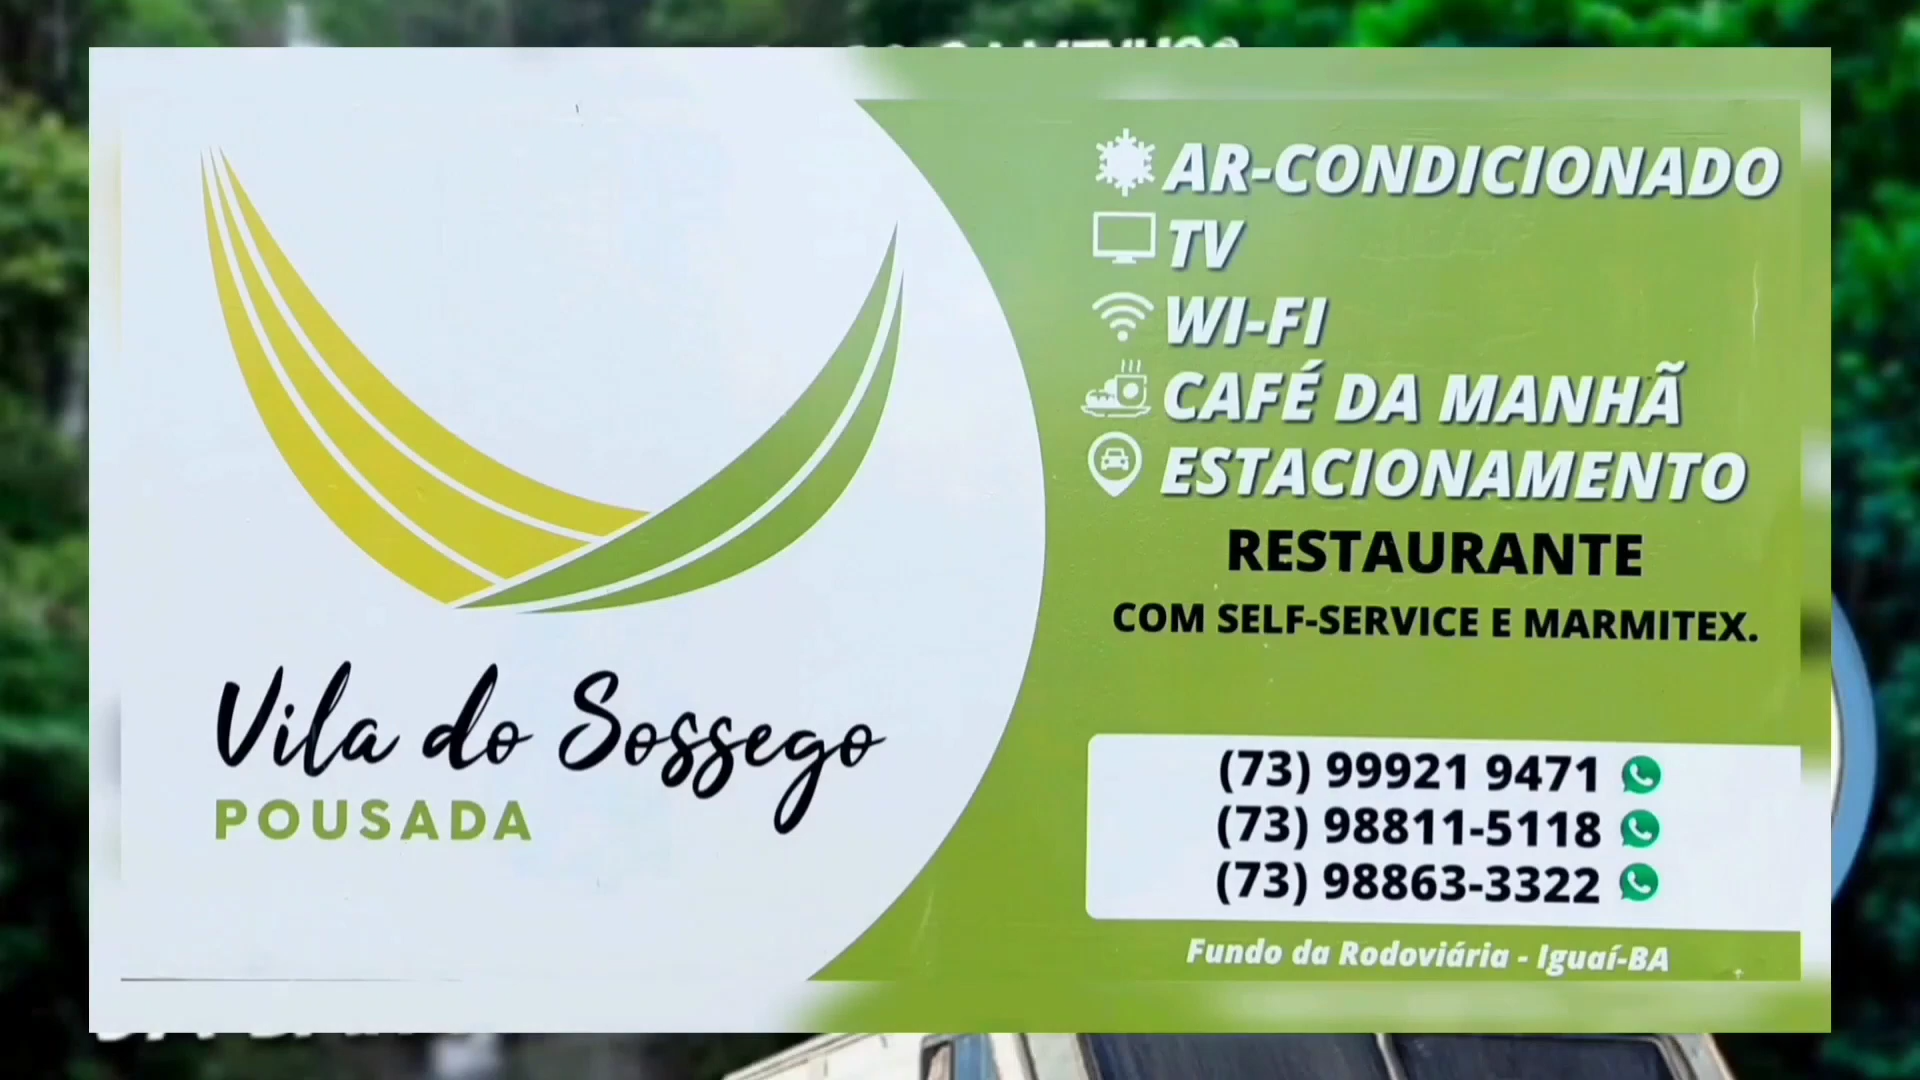 Vila do Sossego
POUSADA
AR-CONDICIONADO
TV
WI-FI
CAFÉ DA MANHÃ
ESTACIONAMENTO
RESTAURANTE
COM SELF-SERVICE E MARMITEX.
(73) 99921 9471
(73) 98811-5118
(73) 98863-3322
Fundo da Rodoviária - Iguaí-BA